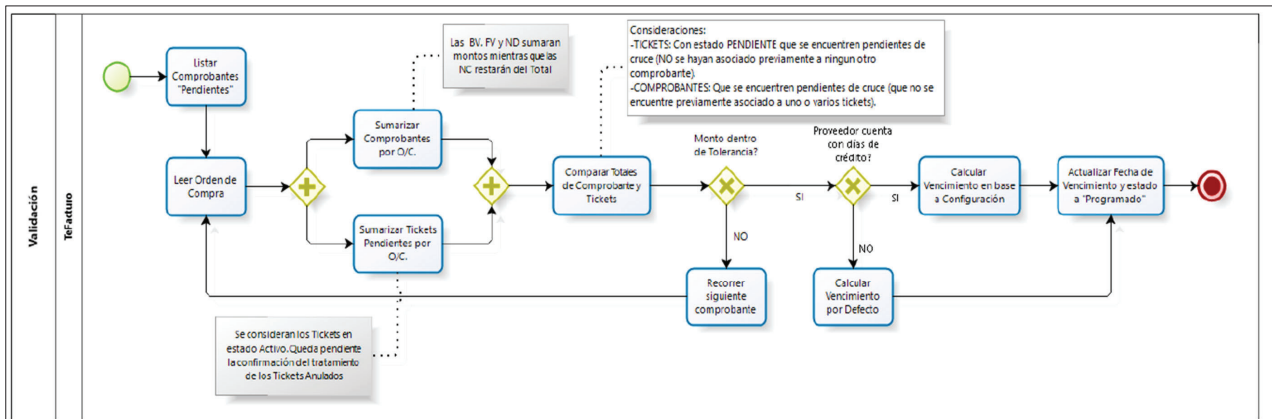 Validación
TeFacturo
Listar
Comprobantes
"Pendientes"
Leer Orden de
Compra
Las BV. FV y ND sumaran
montos mientras que las
NC restarán del Total
Sumarizar
Comprobantes
por O/C.
Sumarizar Tickets
Pendientes por
O/C.
Se consideran los Tickets en
estado Activo. Queda pendiente
la confirmación del tratamiento
de los Tickets Anulados
Consideraciones:
-TICKETS: Con estado PENDIENTE que se encuentren pendientes de
cruce (NO se hayan asociado previamente a ningun otro
comprobante).
-COMPROBANTES: Que se encuentren pendientes de cruce (que no se
encuentre previamente asociado a uno o varios tickets).
Comparar Totales
de Comprobante y
Tickets
Monto dentro
de Tolerancia?
SI
NO
Recorrer
siguiente
comprobante
Proveedor cuenta
con días de
crédito?
SI
NO
Calcular
Vencimiento
por Defecto
Calcular
Vencimiento en base
a Configuración
Actualizar Fecha de
Vencimiento y estado
a "Programado"